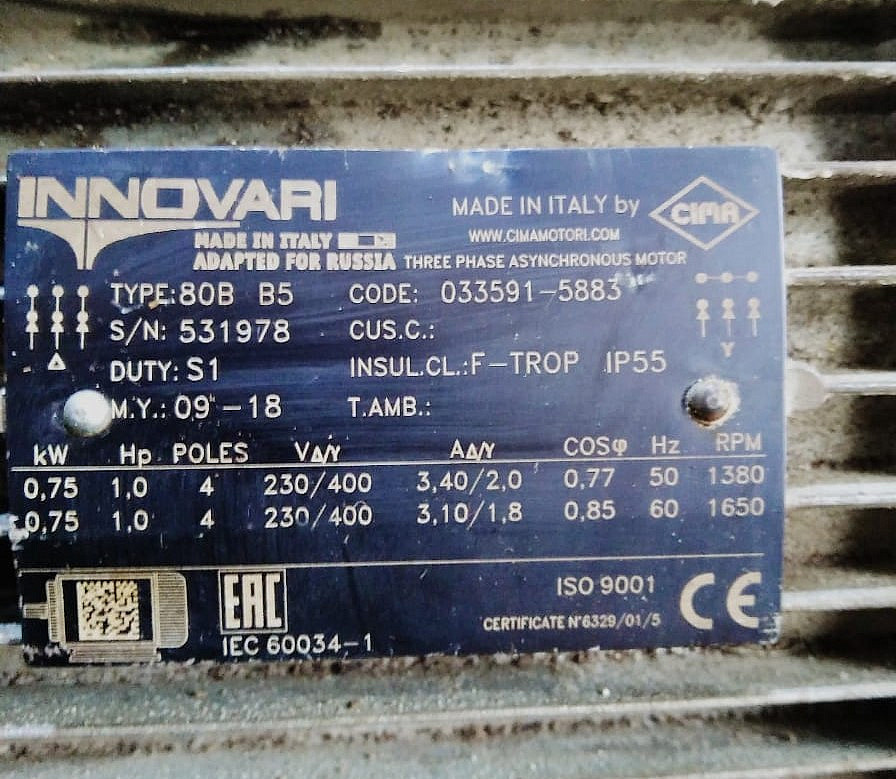 INNOVARI
MADE IN ITALY by CIMA
MADE IN ITALY
WWW.CIMAMOTORI.COM
ADAPTED FOR RUSSIA THREE PHASE ASYNCHRONOUS MOTOR
TYPE:80B B5 CODE: 033591-5883
S/N: 531978 CUS.C.:
DUTY: S1 INSUL.CL.:F-TROP IP55
M.Y.: 09-18 T.AMB.:
Δ
Y
kW Hp POLES VΔ/Y AΔ/Y COSφ Hz RPM
0,75 1,0 4 230/400 3,40/2,0 0,77 50 1380
0,75 1,0 4 230/400 3,10/1,8 0,85 60 1650
EAC
IEC 60034-1
ISO 9001
CERTIFICATE N°6329/01/5
CE